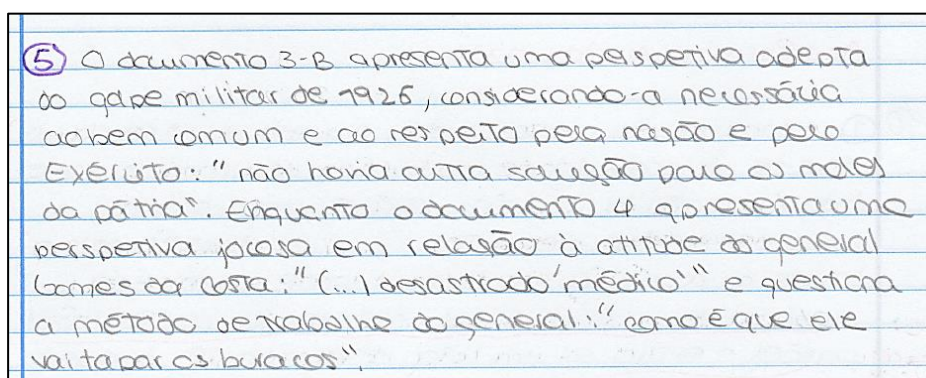 5 O documento 3-B apresenta uma perspetiva adepta
ao golpe militar de 1926, considerando-a necessária
ao bem comum e ao respeito pela nação e pelo
Exército: "não havia outra solução para os males
da pátria". Enquanto o documento 4 apresenta uma
perspetiva jocosa em relação à atitude do general
Gomes da Costa: "(...) desastrado 'médico'" e questiona
o método de trabalho do general: "como é que ele
vai tapar os buracos".